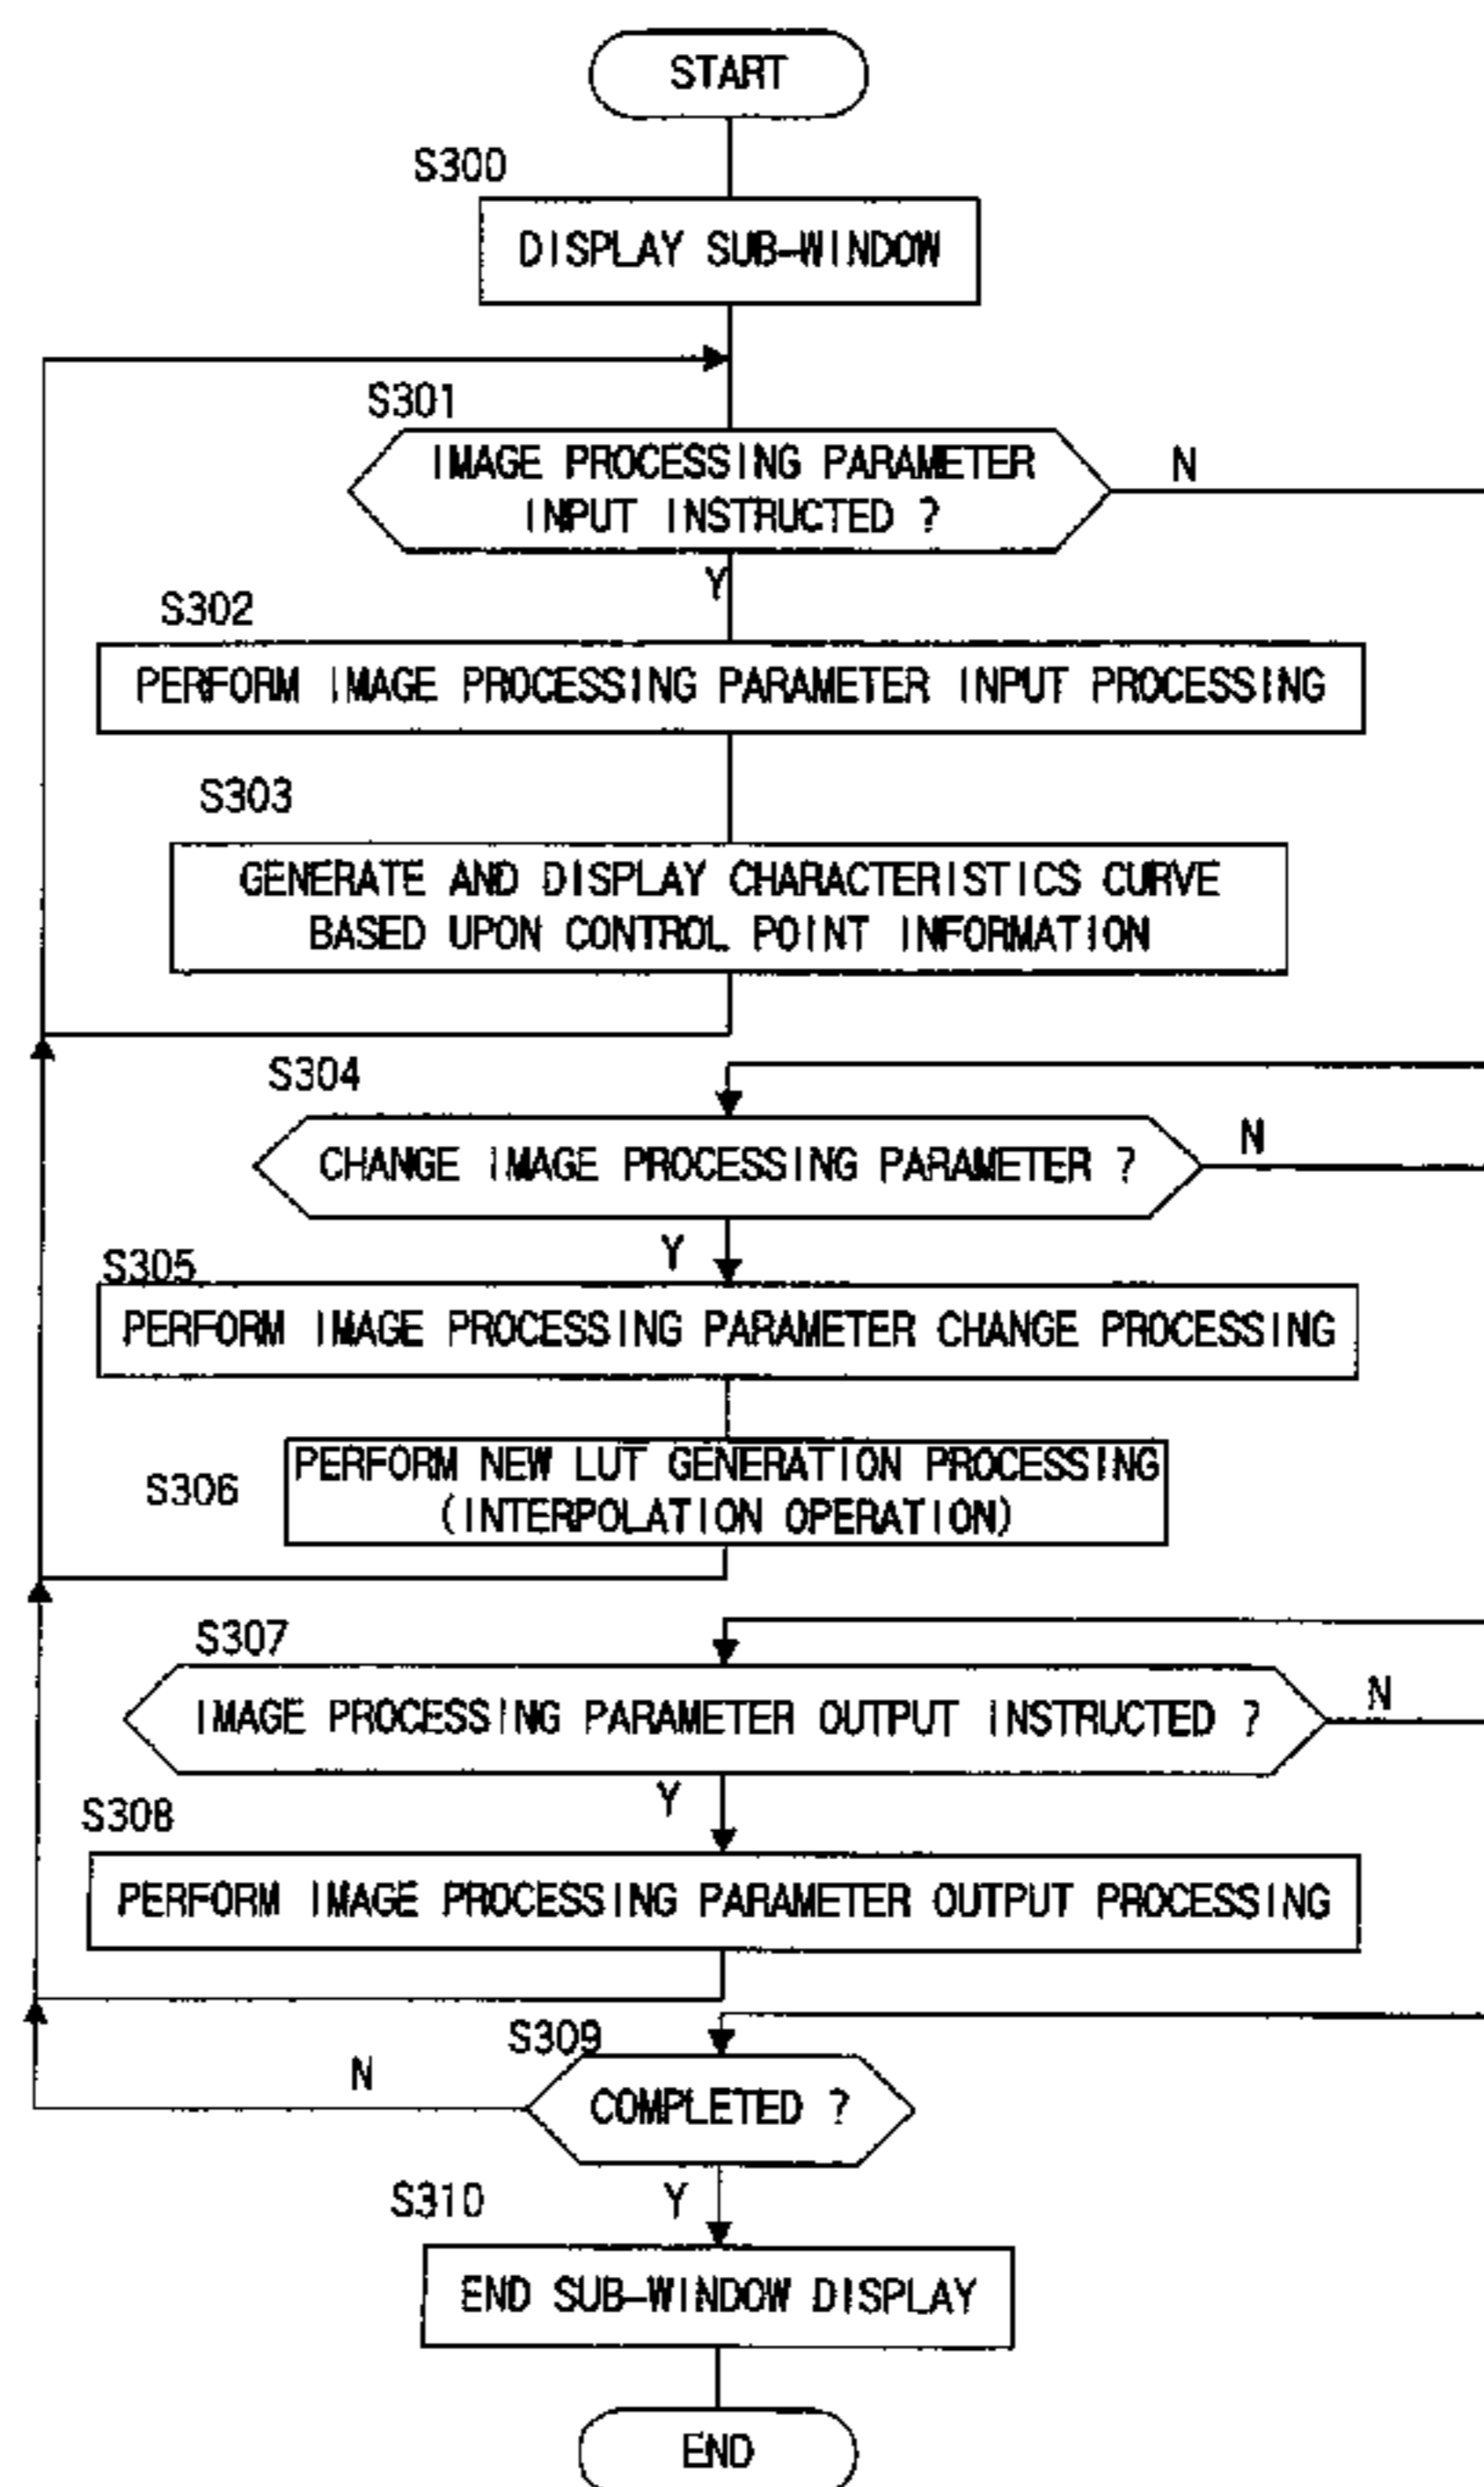 START
S300
DISPLAY SUB-WINDOW
S301
IMAGE PROCESSING PARAMETER
INPUT INSTRUCTED ?
N
Y
S302
PERFORM IMAGE PROCESSING PARAMETER INPUT PROCESSING
S303
GENERATE AND DISPLAY CHARACTERISTICS CURVE
BASED UPON CONTROL POINT INFORMATION
S304
CHANGE IMAGE PROCESSING PARAMETER ?
N
Y
S305
PERFORM IMAGE PROCESSING PARAMETER CHANGE PROCESSING
S306
PERFORM NEW LUT GENERATION PROCESSING
(INTERPOLATION OPERATION)
S307
IMAGE PROCESSING PARAMETER OUTPUT INSTRUCTED ?
N
Y
S308
PERFORM IMAGE PROCESSING PARAMETER OUTPUT PROCESSING
S309
COMPLETED ?
N
Y
S310
END SUB-WINDOW DISPLAY
END